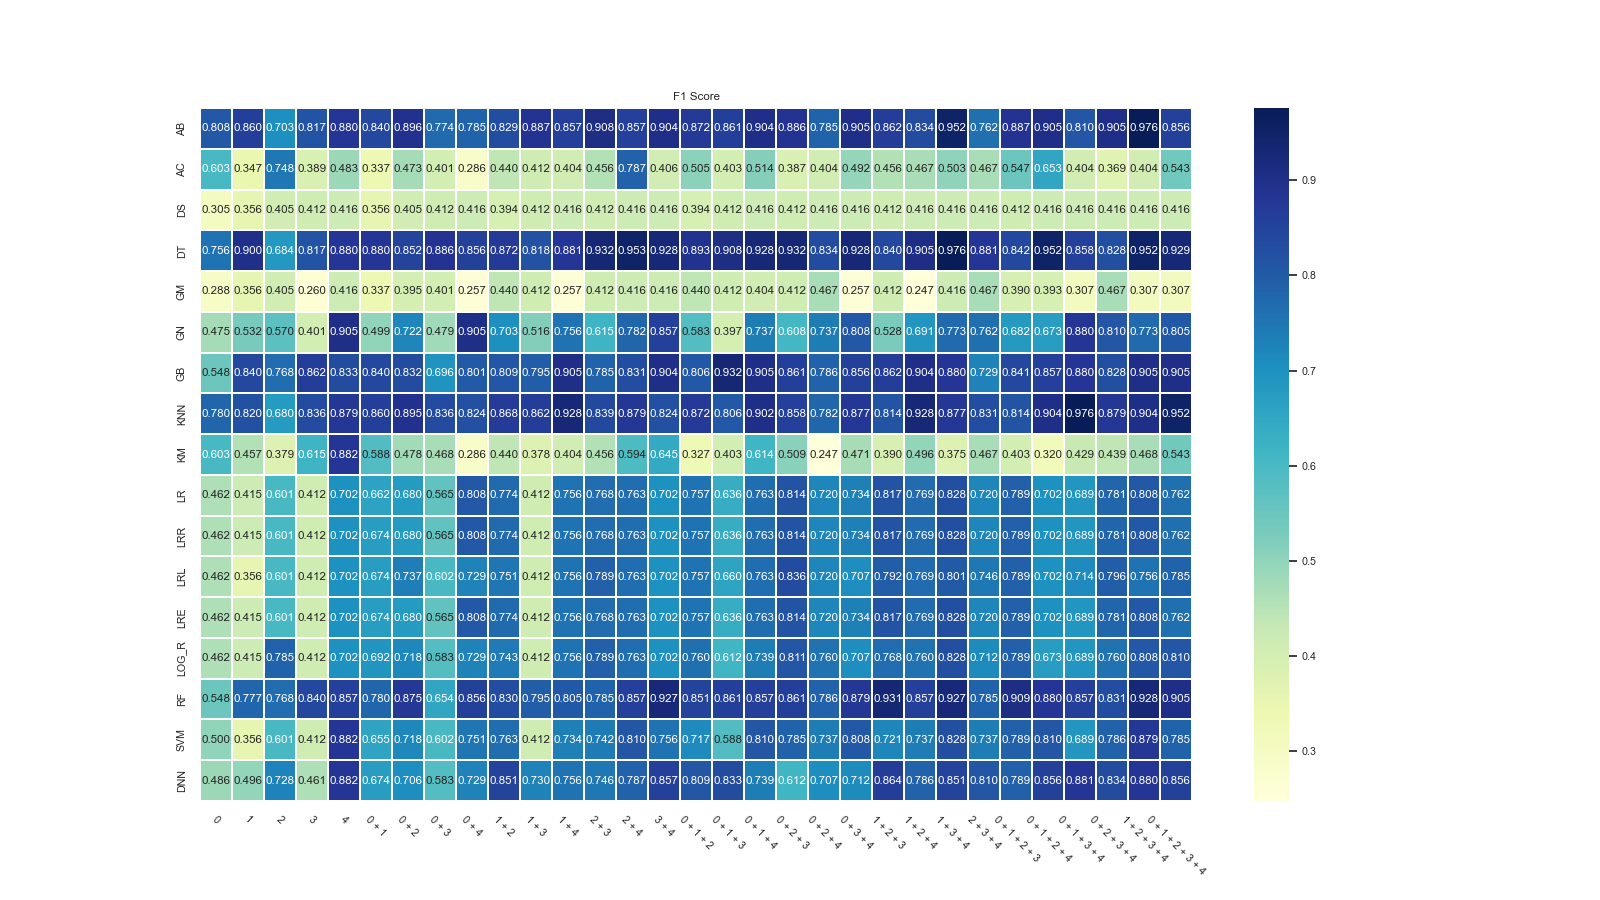 F1 Score
AB 0.808 0.860 0.703 0.817 0.880 0.840 0.896 0.774 0.785 0.829 0.887 0.857 0.908 0.857 0.904 0.872 0.861 0.904 0.886 0.785 0.905 0.862 0.834 0.952 0.762 0.887 0.905 0.810 0.905 0.976 0.856
AC 0.603 0.347 0.748 0.389 0.483 0.337 0.473 0.401 0.286 0.440 0.412 0.404 0.456 0.787 0.406 0.505 0.403 0.514 0.387 0.404 0.492 0.456 0.467 0.503 0.467 0.547 0.653 0.404 0.369 0.404 0.543
DS 0.305 0.356 0.405 0.412 0.416 0.356 0.405 0.412 0.416 0.394 0.412 0.416 0.412 0.416 0.416 0.394 0.412 0.416 0.412 0.416 0.416 0.412 0.416 0.416 0.416 0.412 0.416 0.416 0.416 0.416 0.416
DT 0.756 0.900 0.684 0.817 0.880 0.880 0.852 0.886 0.856 0.872 0.818 0.881 0.932 0.953 0.928 0.893 0.908 0.928 0.932 0.834 0.928 0.840 0.905 0.976 0.881 0.842 0.952 0.858 0.828 0.952 0.929
GM 0.288 0.356 0.405 0.260 0.416 0.337 0.395 0.401 0.257 0.440 0.412 0.257 0.412 0.416 0.416 0.440 0.412 0.404 0.412 0.467 0.257 0.412 0.247 0.416 0.467 0.390 0.393 0.307 0.467 0.307 0.307
GN 0.475 0.532 0.570 0.401 0.905 0.499 0.722 0.479 0.905 0.703 0.516 0.756 0.615 0.782 0.857 0.583 0.397 0.737 0.608 0.737 0.808 0.528 0.691 0.773 0.762 0.682 0.673 0.880 0.810 0.773 0.805
GB 0.548 0.840 0.768 0.862 0.833 0.840 0.832 0.696 0.801 0.809 0.795 0.905 0.785 0.831 0.904 0.806 0.932 0.905 0.861 0.786 0.856 0.862 0.904 0.880 0.729 0.841 0.857 0.880 0.828 0.905 0.905
KNN 0.780 0.820 0.680 0.836 0.879 0.860 0.895 0.836 0.824 0.868 0.862 0.928 0.839 0.879 0.824 0.872 0.806 0.902 0.858 0.782 0.877 0.814 0.928 0.877 0.831 0.814 0.904 0.976 0.879 0.904 0.952
KM 0.603 0.457 0.379 0.615 0.882 0.588 0.478 0.468 0.286 0.440 0.378 0.404 0.456 0.594 0.645 0.327 0.403 0.614 0.509 0.247 0.471 0.390 0.496 0.375 0.467 0.403 0.320 0.429 0.439 0.468 0.543
LR 0.462 0.415 0.601 0.412 0.702 0.662 0.680 0.565 0.808 0.774 0.412 0.756 0.768 0.763 0.702 0.757 0.636 0.763 0.814 0.720 0.734 0.817 0.769 0.828 0.720 0.789 0.702 0.689 0.781 0.808 0.762
LRR 0.462 0.415 0.601 0.412 0.702 0.674 0.680 0.565 0.808 0.774 0.412 0.756 0.768 0.763 0.702 0.757 0.636 0.763 0.814 0.720 0.734 0.817 0.769 0.828 0.720 0.789 0.702 0.689 0.781 0.808 0.762
LRL 0.462 0.356 0.601 0.412 0.702 0.674 0.737 0.602 0.729 0.751 0.412 0.756 0.789 0.763 0.702 0.757 0.660 0.763 0.836 0.720 0.707 0.792 0.769 0.801 0.746 0.789 0.702 0.714 0.796 0.756 0.785
LRE 0.462 0.415 0.601 0.412 0.702 0.674 0.680 0.565 0.808 0.774 0.412 0.756 0.768 0.763 0.702 0.757 0.636 0.763 0.814 0.720 0.734 0.817 0.769 0.828 0.720 0.789 0.702 0.689 0.781 0.808 0.762
LOG_R 0.462 0.415 0.785 0.412 0.702 0.692 0.718 0.583 0.729 0.743 0.412 0.756 0.789 0.763 0.702 0.760 0.612 0.739 0.811 0.760 0.707 0.768 0.760 0.828 0.712 0.789 0.673 0.689 0.760 0.808 0.810
RF 0.548 0.777 0.768 0.840 0.857 0.780 0.875 0.654 0.856 0.830 0.795 0.805 0.785 0.857 0.927 0.851 0.861 0.857 0.861 0.786 0.879 0.931 0.857 0.927 0.785 0.909 0.880 0.857 0.831 0.928 0.905
SVM 0.500 0.356 0.601 0.412 0.882 0.655 0.718 0.602 0.751 0.763 0.412 0.734 0.742 0.810 0.756 0.717 0.588 0.810 0.785 0.737 0.808 0.721 0.737 0.828 0.737 0.789 0.810 0.689 0.786 0.879 0.785
DNN 0.486 0.496 0.728 0.461 0.882 0.674 0.706 0.583 0.729 0.851 0.730 0.756 0.746 0.787 0.857 0.809 0.833 0.739 0.612 0.707 0.712 0.864 0.786 0.851 0.810 0.789 0.856 0.881 0.834 0.880 0.856
0 1 2 3 4 0 + 1 0 + 2 0 + 3 0 + 4 1 + 2 1 + 3 1 + 4 2 + 3 2 + 4 3 + 4 0 + 1 + 2 0 + 1 + 3 0 + 1 + 4 0 + 2 + 3 0 + 2 + 4 0 + 3 + 4 1 + 2 + 3 1 + 2 + 4 1 + 3 + 4 2 + 3 + 4 0 + 1 + 2 + 3 0 + 1 + 2 + 4 0 + 1 + 3 + 4 0 + 2 + 3 + 4 1 + 2 + 3 + 4 0 + 1 + 2 + 3 + 4
0.9
0.8
0.7
0.6
0.5
0.4
0.3